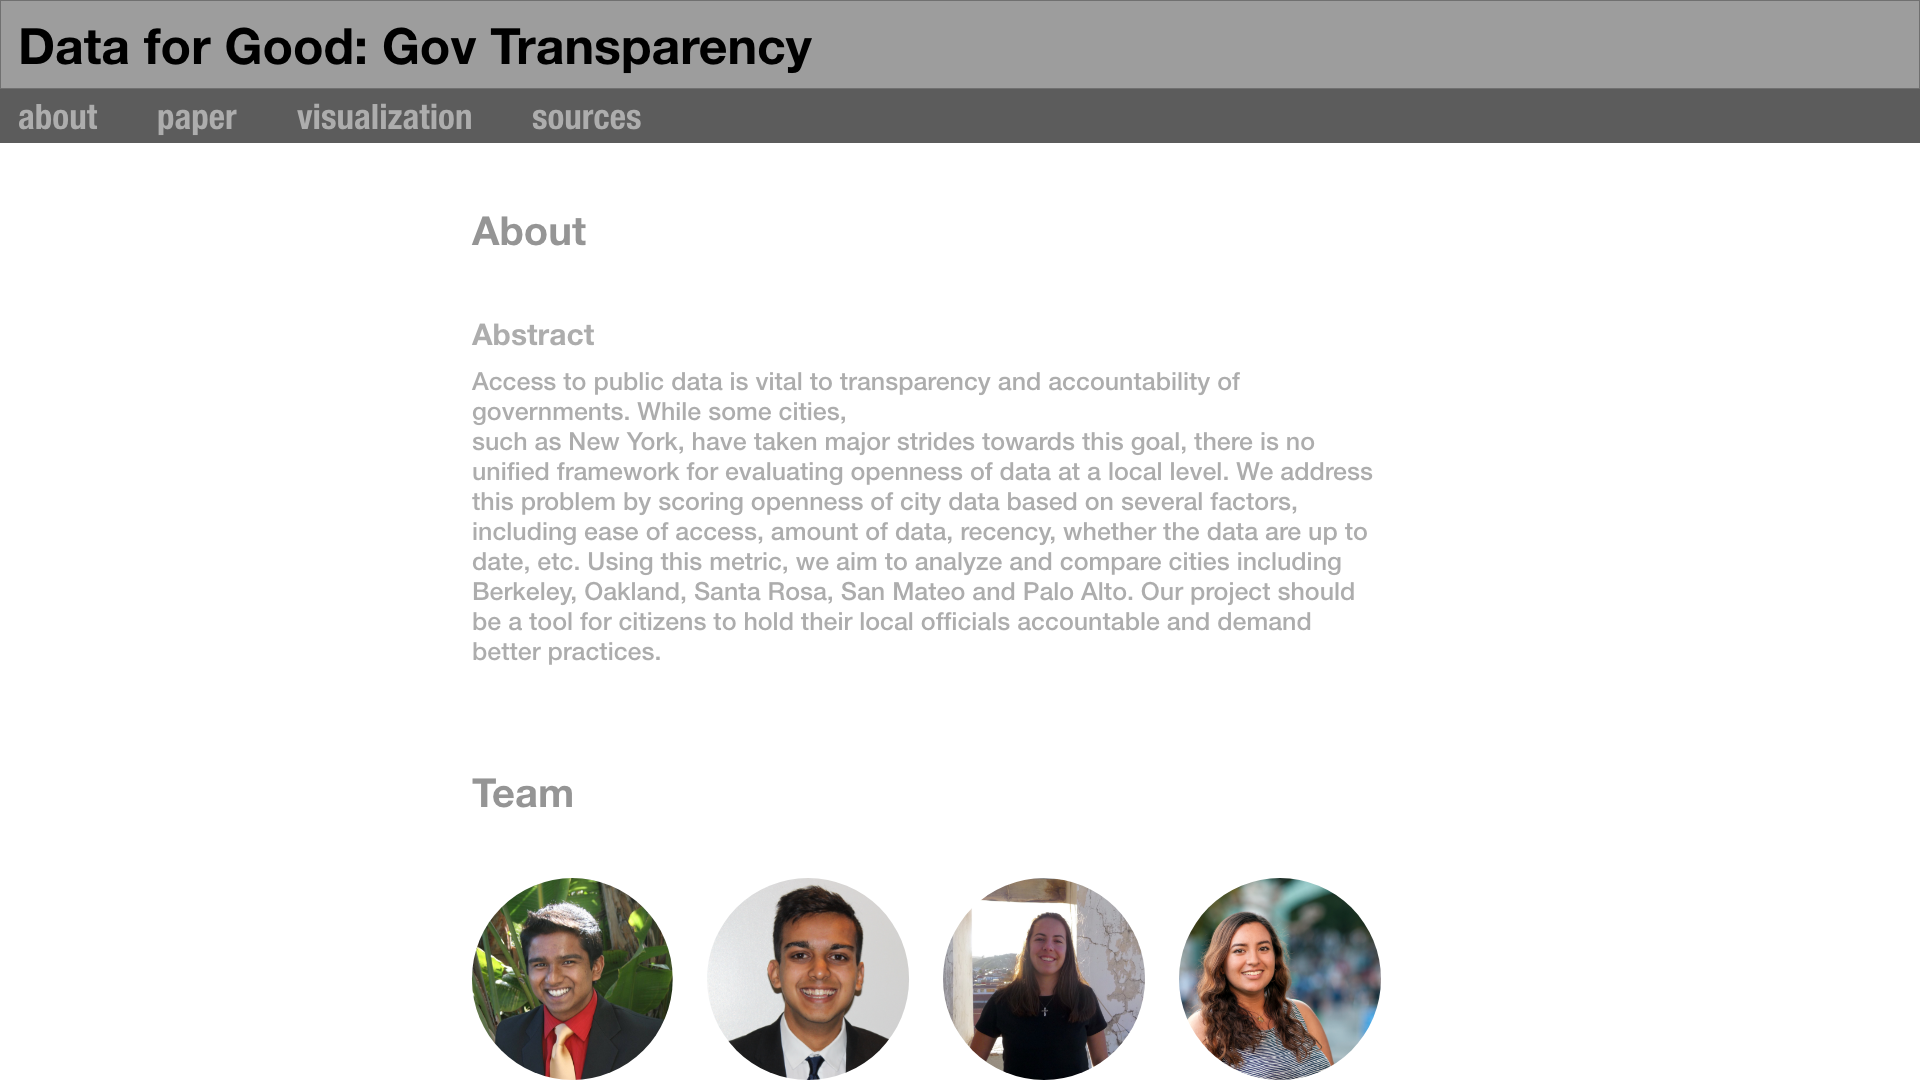 Data for Good: Gov Transparency
about paper visualization sources
About
Abstract
Access to public data is vital to transparency and accountability of
governments. While some cities,
such as New York, have taken major strides towards this goal, there is no
unified framework for evaluating openness of data at a local level. We address
this problem by scoring openness of city data based on several factors,
including ease of access, amount of data, recency, whether the data are up to
date, etc. Using this metric, we aim to analyze and compare cities including
Berkeley, Oakland, Santa Rosa, San Mateo and Palo Alto. Our project should
be a tool for citizens to hold their local officials accountable and demand
better practices.
Team